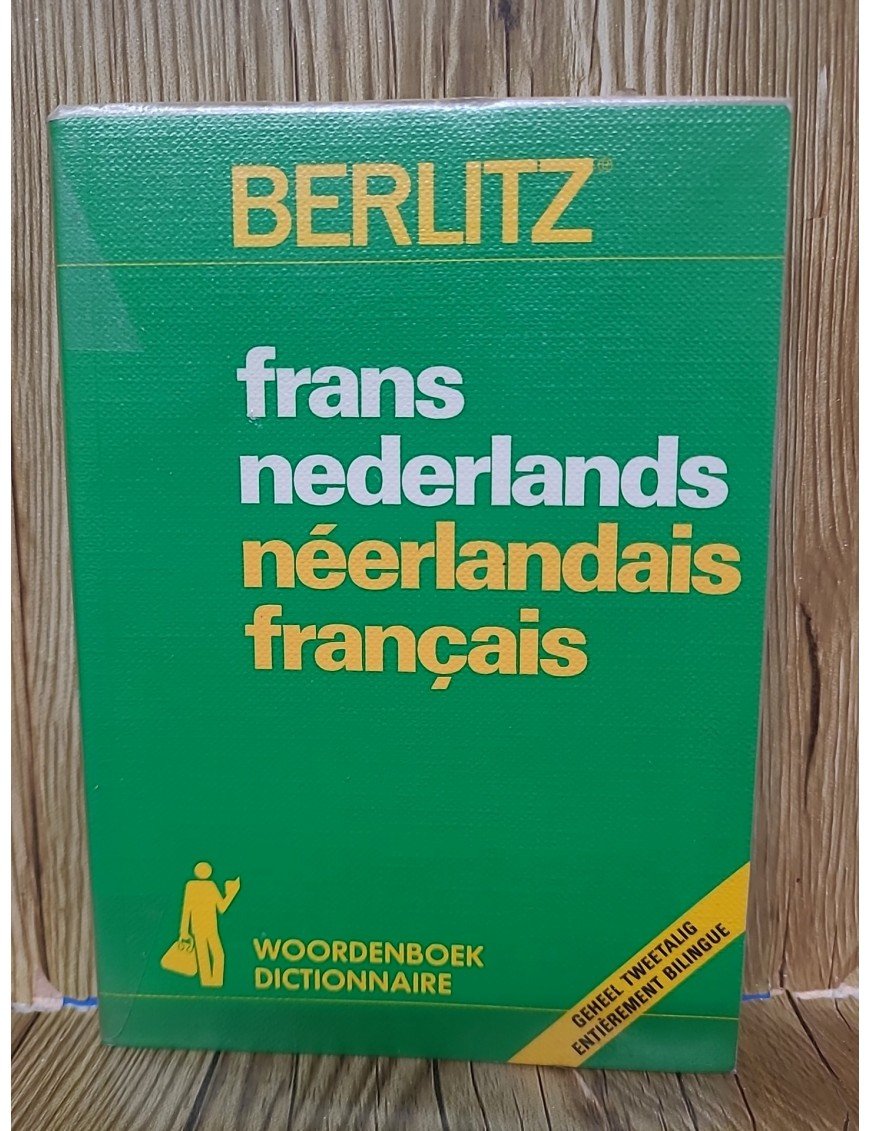 BERLITZ®
frans
nederlands
néerlandais
français
WOORDENBOEK
DICTIONNAIRE
GEHEEL TWEETALIG
ENTIÈREMENT BILINGUE